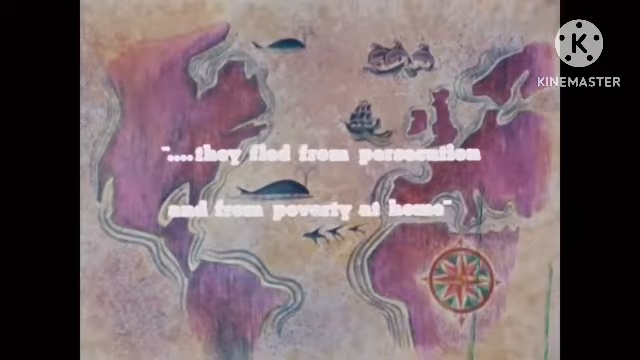 "....they fled from persecution
and from poverty at home"
KINEMASTER